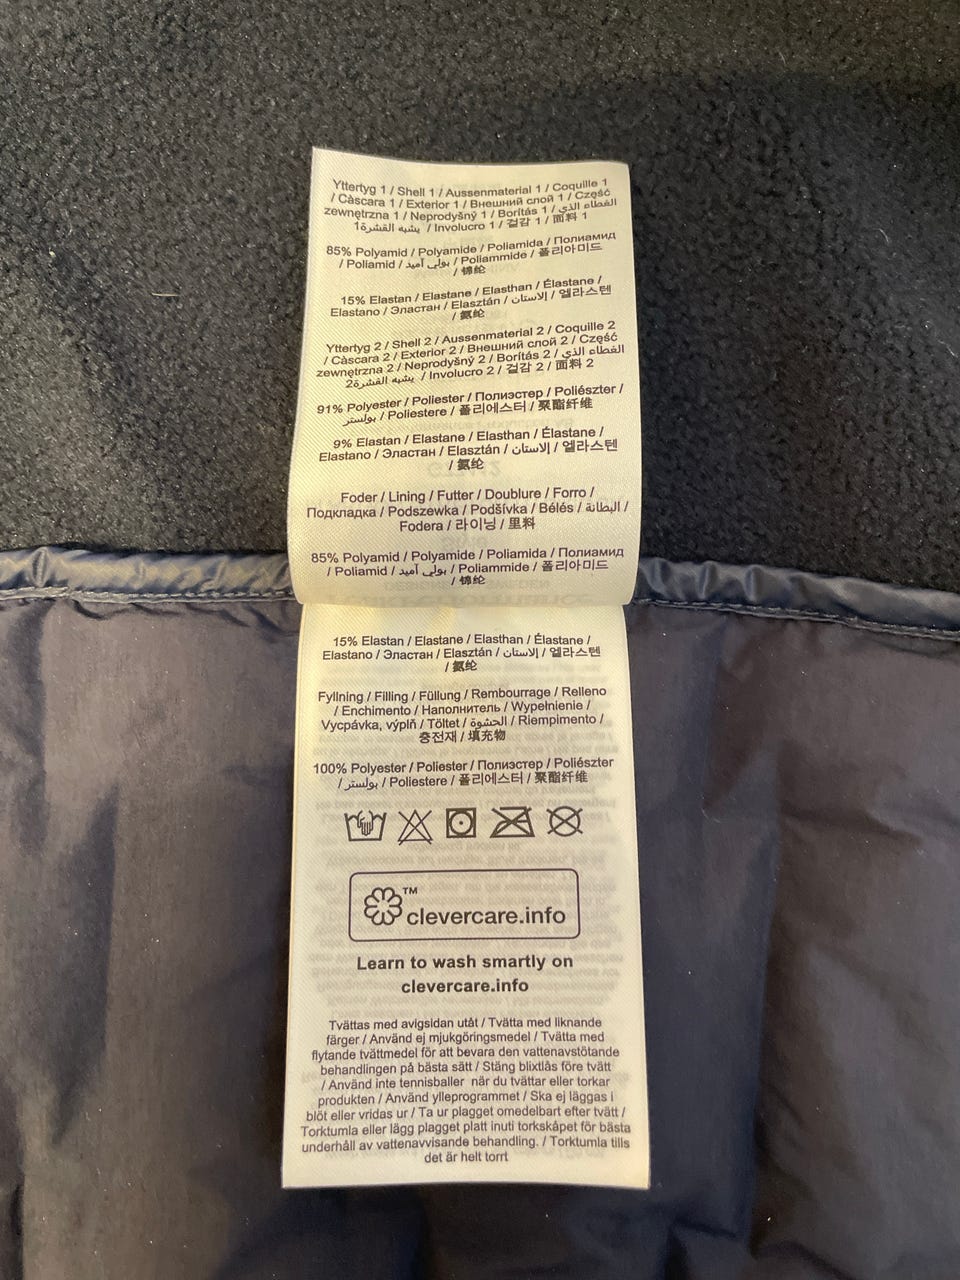 Yttertyg 1 / Shell 1 / Aussenmaterial 1 / Coquille 1
/ Càscara 1 / Exterior 1 / Внешний слой 1 / Część
zewnętrzna 1 / Neprodyšný 1 / Borítás 1 / الغطاء الذي
يشبه القشرة1 / Involucro 1 / 겉감 1 / 面料 1
85% Polyamid / Polyamide / Poliamida / Полиамид
/ Poliamid / بولي آميد / Poliammide / 폴리아미드
/ 锦纶
15% Elastan / Elastane / Elasthan / Élastane /
Elastano / Эластан / Elasztán / إلاستان / 엘라스텐
/ 氨纶
Yttertyg 2 / Shell 2 / Aussenmaterial 2 / Coquille 2
/ Càscara 2 / Exterior 2 / Внешний слой 2 / Część
zewnętrzna 2 / Neprodyšný 2 / Borítás 2 / الغطاء الذي
يشبه القشرة2 / Involucro 2 / 겉감 2 / 面料 2
91% Polyester / Poliester / Полиэстер / Poliészter /
بولستر / Poliestere / 폴리에스터 / 聚酯纤维
9% Elastan / Elastane / Elasthan / Élastane /
Elastano / Эластан / Elasztán / إلاستان / 엘라스텐
/ 氨纶
Foder / Lining / Futter / Doublure / Forro /
Подкладка / Podszewka / Podšívka / Bélés / البطانة /
Fodera / 라이닝 / 里料
85% Polyamid / Polyamide / Poliamida / Полиамид
/ Poliamid / بولي آميد / Poliammide / 폴리아미드
/ 锦纶
15% Elastan / Elastane / Elasthan / Élastane /
Elastano / Эластан / Elasztán / إلاستان / 엘라스텐
/ 氨纶
Fyllning / Filling / Füllung / Rembourrage / Relleno
/ Enchimento / Наполнитель / Wypełnienie /
Vycpávka, výplň / Töltet / الحشوة / Riempimento /
충전재 / 填充物
100% Polyester / Poliester / Полиэстер / Poliészter
/ بولستر / Poliestere / 폴리에스터 / 聚酯纤维
™
clevercare.info
Learn to wash smartly on
clevercare.info
Tvättas med avigsidan utåt / Tvätta med liknande
färger / Använd ej mjukgöringsmedel / Tvätta med
flytande tvättmedel för att bevara den vattenavstötande
behandlingen på bästa sätt / Stäng blixtlås före tvätt
/ Använd inte tennisballer när du tvättar eller torkar
produkten / Använd ylleprogrammet / Ska ej läggas i
blöt eller vridas ur / Ta ur plagget omedelbart efter tvätt /
Torktumla eller lägg plagget platt inuti torkskåpet för bästa
underhåll av vattenavvisande behandling. / Torktumla tills
det är helt torrt